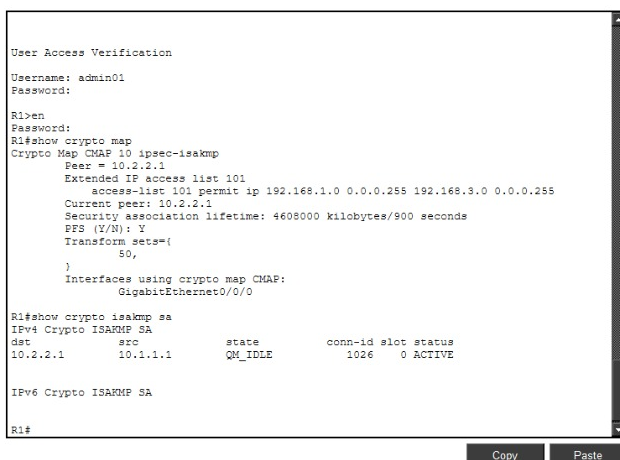 User Access Verification
Username: admin01
Password:
R1>en
Password:
R1#show crypto map
Crypto Map CMAP 10 ipsec-isakmp
Peer = 10.2.2.1
Extended IP access list 101
access-list 101 permit ip 192.168.1.0 0.0.0.255 192.168.3.0 0.0.0.255
Current peer: 10.2.2.1
Security association lifetime: 4608000 kilobytes/900 seconds
PFS (Y/N): Y
Transform sets={
50,
}
Interfaces using crypto map CMAP:
GigabitEthernet0/0/0
R1#show crypto isakmp sa
IPv4 Crypto ISAKMP SA
dst src state conn-id slot status
10.2.2.1 10.1.1.1 QM_IDLE 1026 0 ACTIVE
IPv6 Crypto ISAKMP SA
R1#
Copy Paste